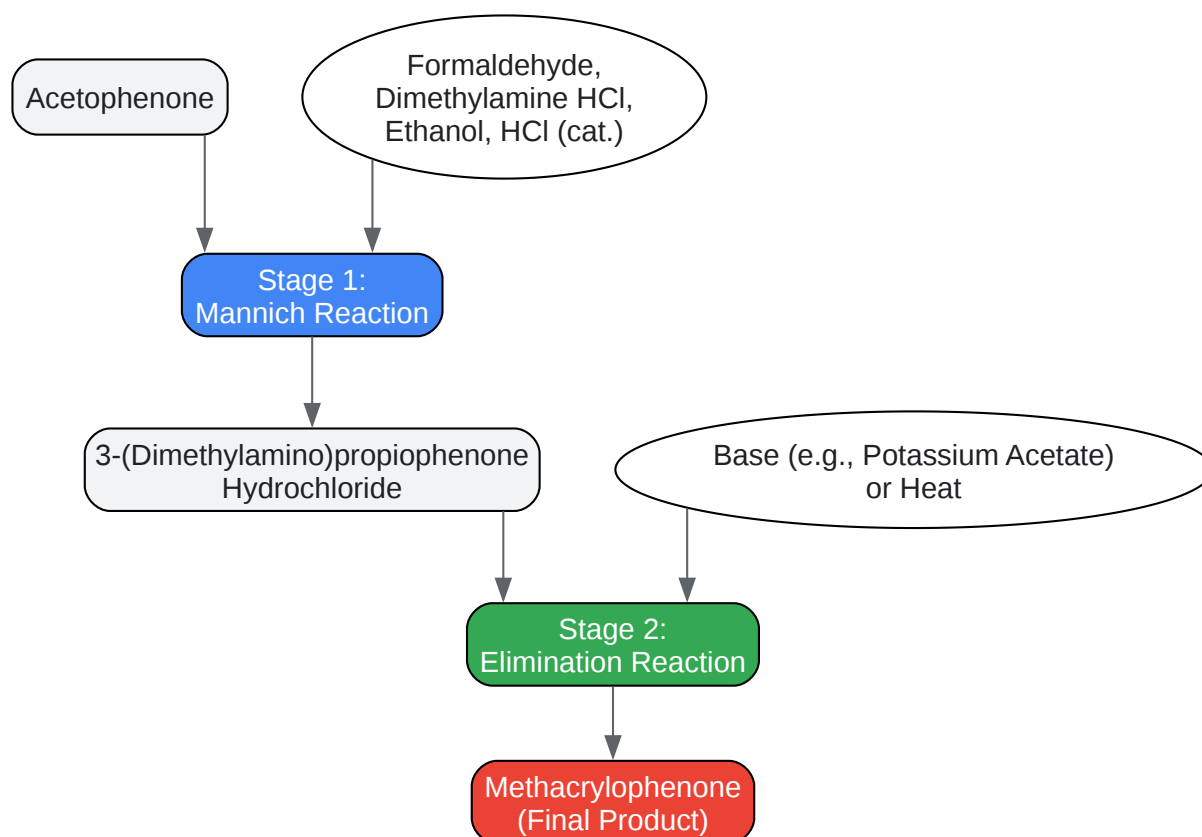 Acetophenone
Formaldehyde,
Dimethylamine HCl,
Ethanol, HCl (cat.)
Stage 1:
Mannich Reaction
3-(Dimethylamino)propiophenone
Hydrochloride
Base (e.g., Potassium Acetate)
or Heat
Stage 2:
Elimination Reaction
Methacrylophenone
(Final Product)